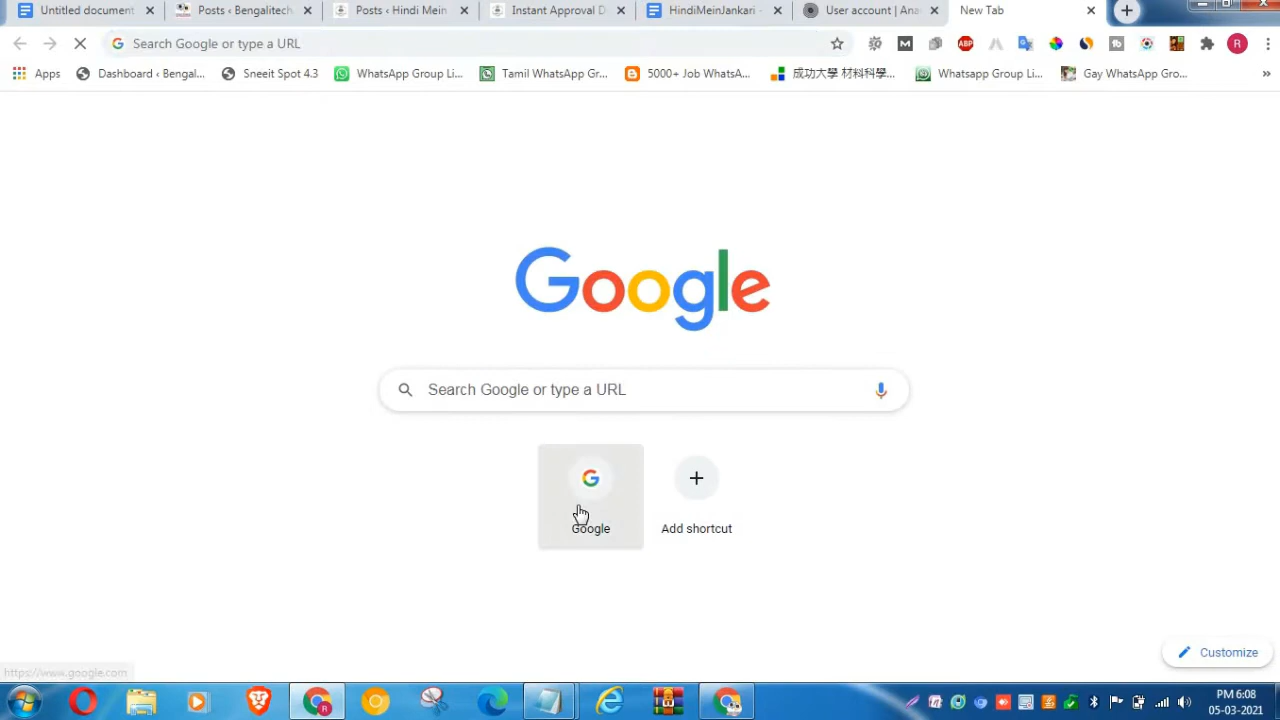 Untitled document
Posts ‹ Bengalitech
Posts ‹ Hindi Mein
Instant Approval D
HindiMeinJankari -
User account | Ana
New Tab
Search Google or type a URL
ABP
R
Apps
Dashboard ‹ Bengal...
Sneeit Spot 4.3
WhatsApp Group Li...
Tamil WhatsApp Gr...
5000+ Job WhatsA...
成功大學 材料科學...
Whatsapp Group Li...
Gay WhatsApp Gro...
Google
Search Google or type a URL
Google
Add shortcut
Customize
https://www.google.com
PM 6:08
05-03-2021